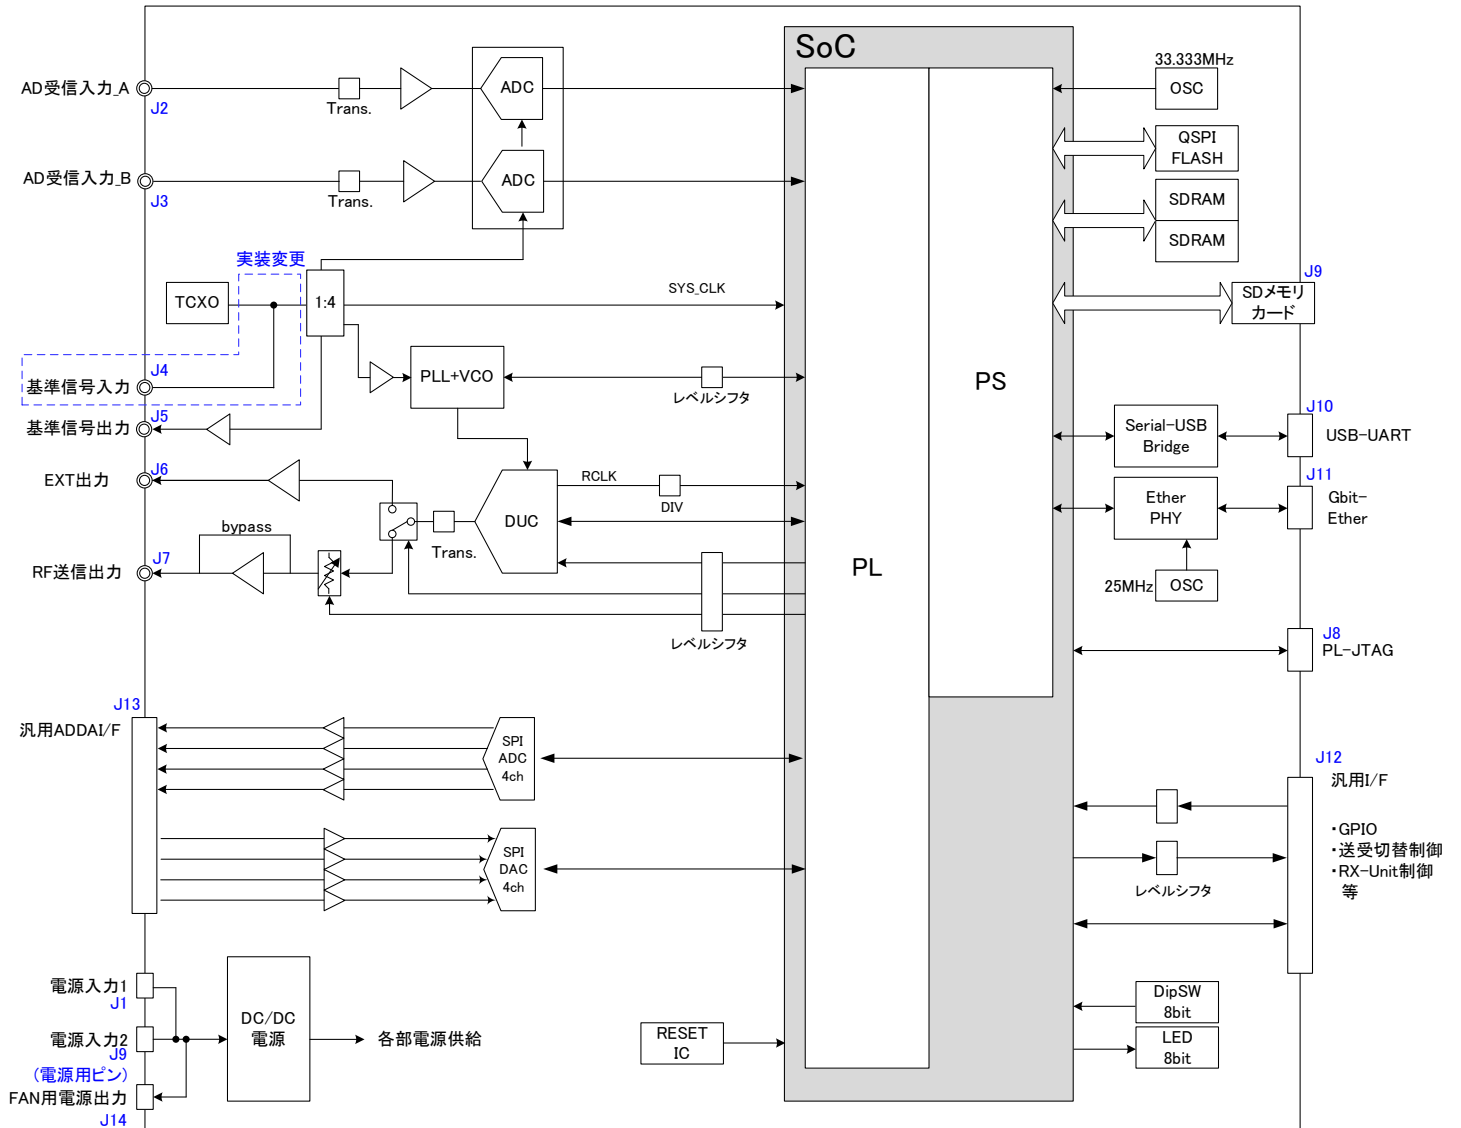 SoC
AD受信入力_A
J2
Trans.
ADC
33.333MHz
OSC
QSPI
FLASH
AD受信入力_B
J3
Trans.
ADC
SDRAM
SDRAM
実装変更
TCXO
1:4
SYS_CLK
J9
SDメモリ
カード
J4
基準信号入力
PLL+VCO
レベルシフタ
PS
J5
基準信号出力
J10
Serial-USB
Bridge
USB-UART
J6
EXT出力
RCLK
DIV
J11
Ether
PHY
Gbit-
Ether
bypass
DUC
Trans.
J7
RF送信出力
PL
25MHz
OSC
レベルシフタ
J8
PL-JTAG
J13
汎用ADDAI/F
SPI
ADC
4ch
J12
汎用I/F
・GPIO
・送受切替制御
・RX-Unit制御
等
SPI
DAC
4ch
レベルシフタ
電源入力1
J1
DC/DC
電源
各部電源供給
電源入力2
J9
(電源用ピン)
FAN用電源出力
J14
RESET
IC
DipSW
8bit
LED
8bit